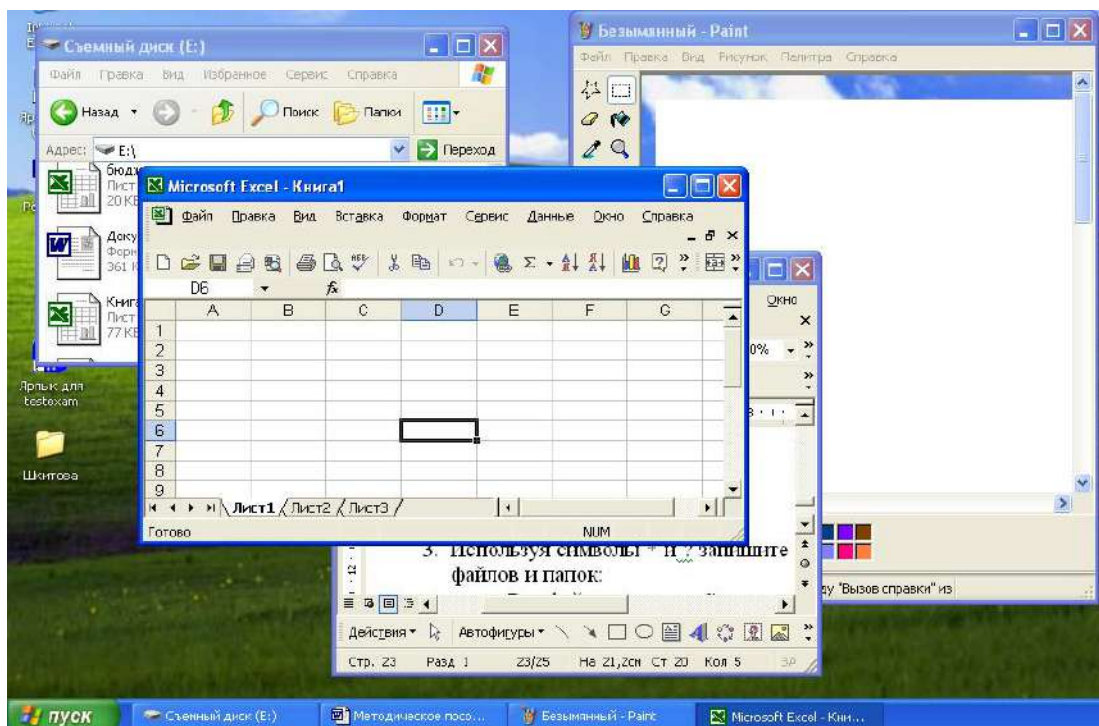 Съемный диск (E:)
Файл Правка Вид Избранное Сервис Справка
Назад Поиск Папки
Адрес: E:\ Переход
Лист
20 КБ
W
361
Книга
Лист
77 КБ
Безымянный - Paint
Файл Правка Вид Рисунок Палитра Справка
Microsoft Excel - Книга1
Файл Правка Вид Вставка Формат Сервис Данные Окно Справка
D6 fx
A B C D E F G
1
2
3
4
5
6
7
8
9
Лист1 Лист2 Лист3
Готово NUM
Окно
0%
3. Используя символы * и ? запишите
файлов и папок:
Действия Автофигуры
Стр. 23 Разд 1 23/25 На 21,2см Ст 20 Кол 5
"Вызов справки" из
Ярлык для
testexam
Шкитова
пуск Съемный диск (E:) Методическое посо... Безымянный - Paint Microsoft Excel - Кни...